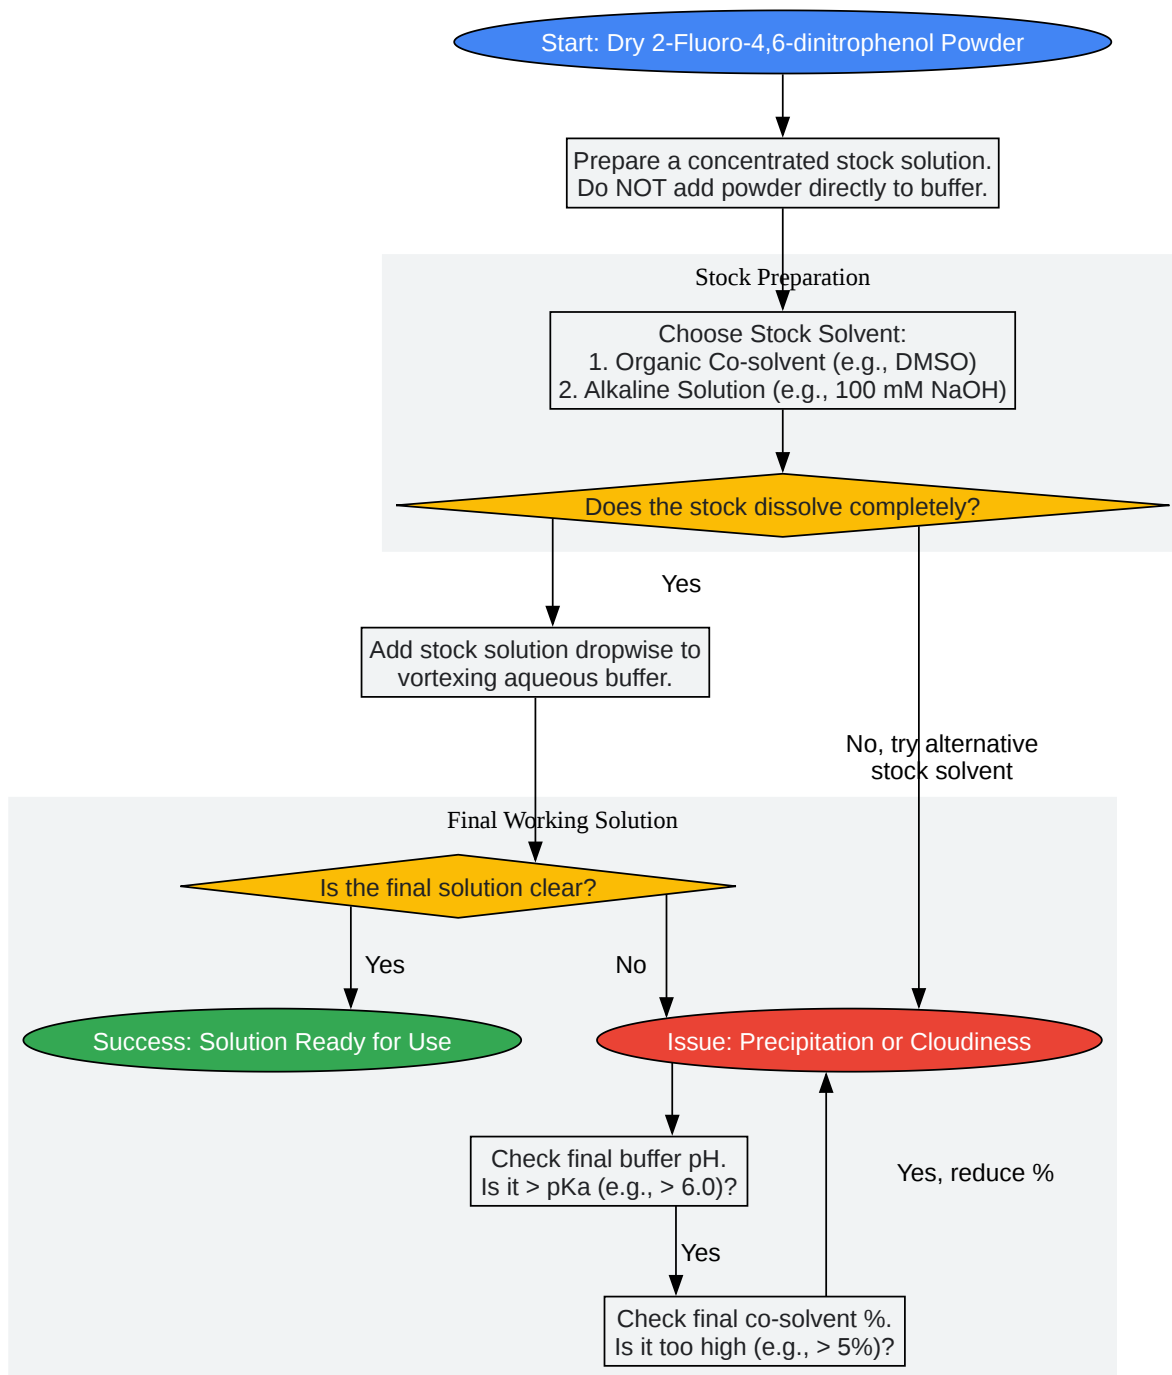 Start: Dry 2-Fluoro-4,6-dinitrophenol Powder
Prepare a concentrated stock solution.
Do NOT add powder directly to buffer.
Stock Preparation
Choose Stock Solvent:
1. Organic Co-solvent (e.g., DMSO)
2. Alkaline Solution (e.g., 100 mM NaOH)
Does the stock dissolve completely?
Yes
Add stock solution dropwise to
vortexing aqueous buffer.
No, try alternative
stock solvent
Final Working Solution
Is the final solution clear?
Yes
No
Success: Solution Ready for Use
Issue: Precipitation or Cloudiness
Check final buffer pH.
Is it > pKa (e.g., > 6.0)?
Yes, reduce %
Yes
Check final co-solvent %.
Is it too high (e.g., > 5%)?